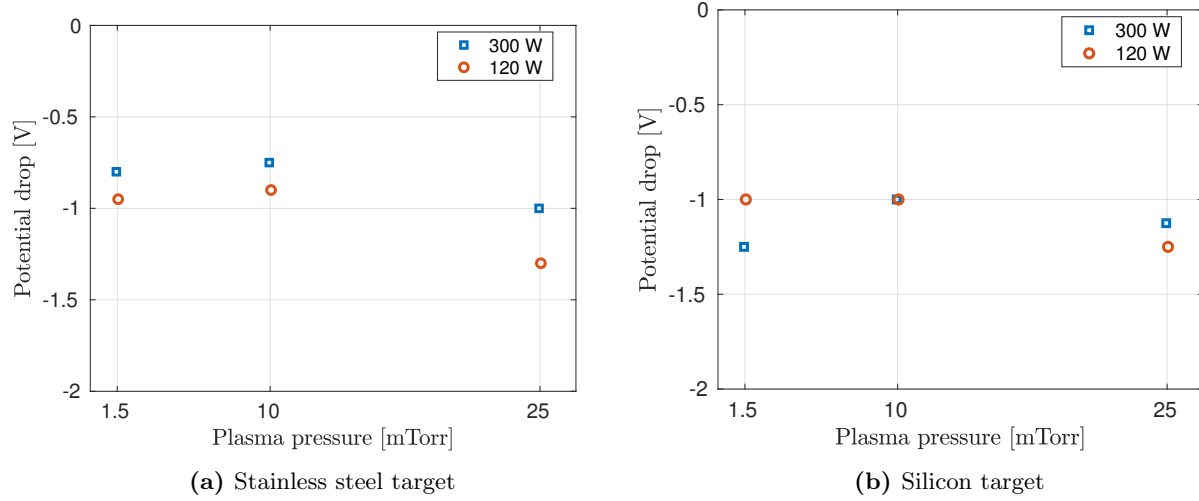 0
-0.5
-1
-1.5
-2
Potential drop [V]
300 W
120 W
1.5
10
25
Plasma pressure [mTorr]
(a) Stainless steel target
0
-0.5
-1
-1.5
-2
Potential drop [V]
300 W
120 W
1.5
10
25
Plasma pressure [mTorr]
(b) Silicon target